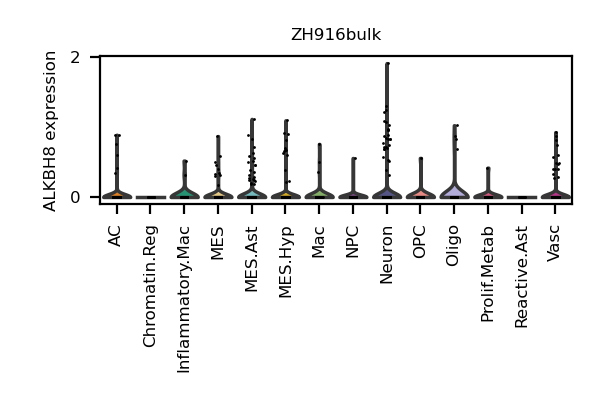 ZH916bulk
ALKBH8 expression
2
0
AC
Chromatin.Reg
Inflammatory.Mac
MES
MES.Ast
MES.Hyp
Mac
NPC
Neuron
OPC
Oligo
Prolif.Metab
Reactive.Ast
Vasc